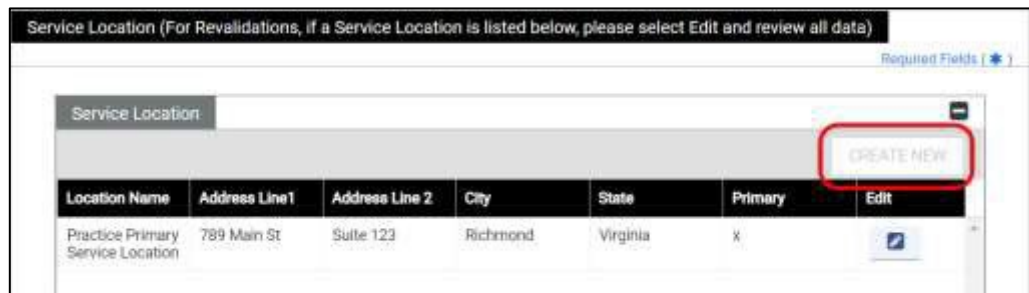 Service Location (For Revalidations, if a Service Location is listed below, please select Edit and review all data)
Required Fields ( * )
Service Location
CREATE NEW
Location Name Address Line1 Address Line 2 City State Primary Edit
Practice Primary 789 Main St Suite 123 Richmond Virginia x
Service Location